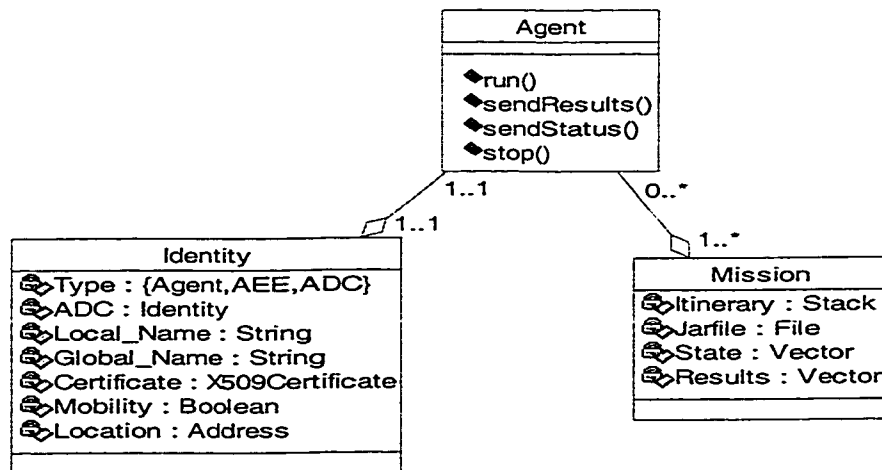 Agent
run()
sendResults()
sendStatus()
stop()
1..1
0..*
1..1
1..*
Identity
Type : {Agent,AEE,ADC}
ADC : Identity
Local_Name : String
Global_Name : String
Certificate : X509Certificate
Mobility : Boolean
Location : Address
Mission
Itinerary : Stack
Jarfile : File
State : Vector
Results : Vector